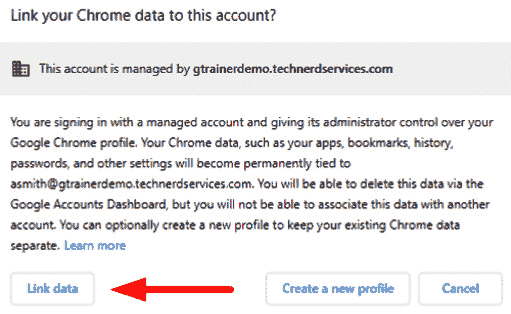 Link your Chrome data to this account?
This account is managed by gtrainerdemo.technerdservices.com
You are signing in with a managed account and giving its administrator control over your
Google Chrome profile. Your Chrome data, such as your apps, bookmarks, history,
passwords, and other settings will become permanently tied to
asmith@gtrainerdemo.technerdservices.com. You will be able to delete this data via the
Google Accounts Dashboard, but you will not be able to associate this data with another
account. You can optionally create a new profile to keep your existing Chrome data
separate. Learn more
Link data Create a new profile Cancel